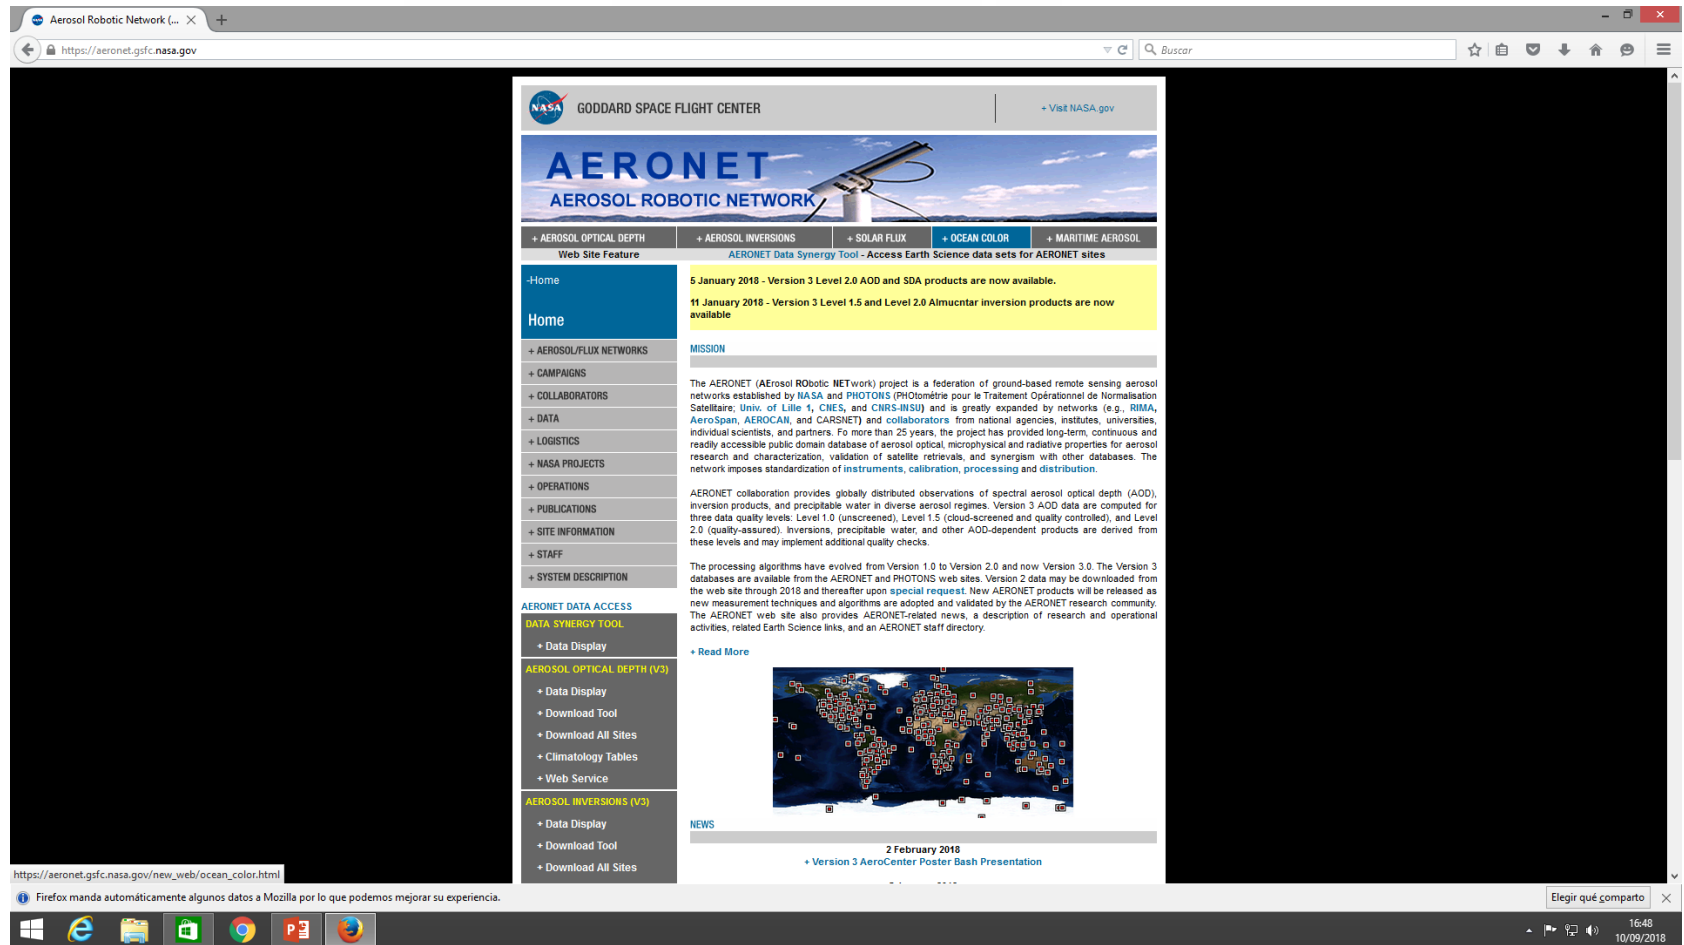 Aerosol Robotic Network (...
https://aeronet.gsfc.nasa.gov
Buscar
NASA
GODDARD SPACE FLIGHT CENTER
+ Visit NASA.gov
AERONET
AEROSOL ROBOTIC NETWORK
+ AEROSOL OPTICAL DEPTH
+ AEROSOL INVERSIONS
+ SOLAR FLUX
+ OCEAN COLOR
+ MARITIME AEROSOL
Web Site Feature
AERONET Data Synergy Tool - Access Earth Science data sets for AERONET sites
-Home
Home
+ AEROSOL/FLUX NETWORKS
+ CAMPAIGNS
+ COLLABORATORS
+ DATA
+ LOGISTICS
+ NASA PROJECTS
+ OPERATIONS
+ PUBLICATIONS
+ SITE INFORMATION
+ STAFF
+ SYSTEM DESCRIPTION
AERONET DATA ACCESS
DATA SYNERGY TOOL
+ Data Display
AEROSOL OPTICAL DEPTH (V3)
+ Data Display
+ Download Tool
+ Download All Sites
+ Climatology Tables
+ Web Service
AEROSOL INVERSIONS (V3)
+ Data Display
+ Download Tool
+ Download All Sites
5 January 2018 - Version 3 Level 2.0 AOD and SDA products are now available.
11 January 2018 - Version 3 Level 1.5 and Level 2.0 Almucntar inversion products are now
available
MISSION
The AERONET (AErosol RObotic NETwork) project is a federation of ground-based remote sensing aerosol
networks established by NASA and PHOTONS (PHOtométrie pour le Traitement Opérationnel de Normalisation
Satellitaire; Univ. of Lille 1, CNES, and CNRS-INSU) and is greatly expanded by networks (e.g., RIMA,
AeroSpan, AEROCAN, and CARSNET) and collaborators from national agencies, institutes, universities,
individual scientists, and partners. Fo more than 25 years, the project has provided long-term, continuous and
readily accessible public domain database of aerosol optical, microphysical and radiative properties for aerosol
research and characterization, validation of satellite retrievals, and synergism with other databases. The
network imposes standardization of instruments, calibration, processing and distribution.
AERONET collaboration provides globally distributed observations of spectral aerosol optical depth (AOD),
inversion products, and precipitable water in diverse aerosol regimes. Version 3 AOD data are computed for
three data quality levels: Level 1.0 (unscreened), Level 1.5 (cloud-screened and quality controlled), and Level
2.0 (quality-assured). Inversions, precipitable water, and other AOD-dependent products are derived from
these levels and may implement additional quality checks.
The processing algorithms have evolved from Version 1.0 to Version 2.0 and now Version 3.0. The Version 3
databases are available from the AERONET and PHOTONS web sites. Version 2 data may be downloaded from
the web site through 2018 and thereafter upon special request. New AERONET products will be released as
new measurement techniques and algorithms are adopted and validated by the AERONET research community.
The AERONET web site also provides AERONET-related news, a description of research and operational
activities, related Earth Science links, and an AERONET staff directory.
+ Read More
NEWS
2 February 2018
+ Version 3 AeroCenter Poster Bash Presentation
https://aeronet.gsfc.nasa.gov/new_web/ocean_color.html
Firefox manda automáticamente algunos datos a Mozilla por lo que podemos mejorar su experiencia.
Elegir qué comparto
16:48
10/09/2018